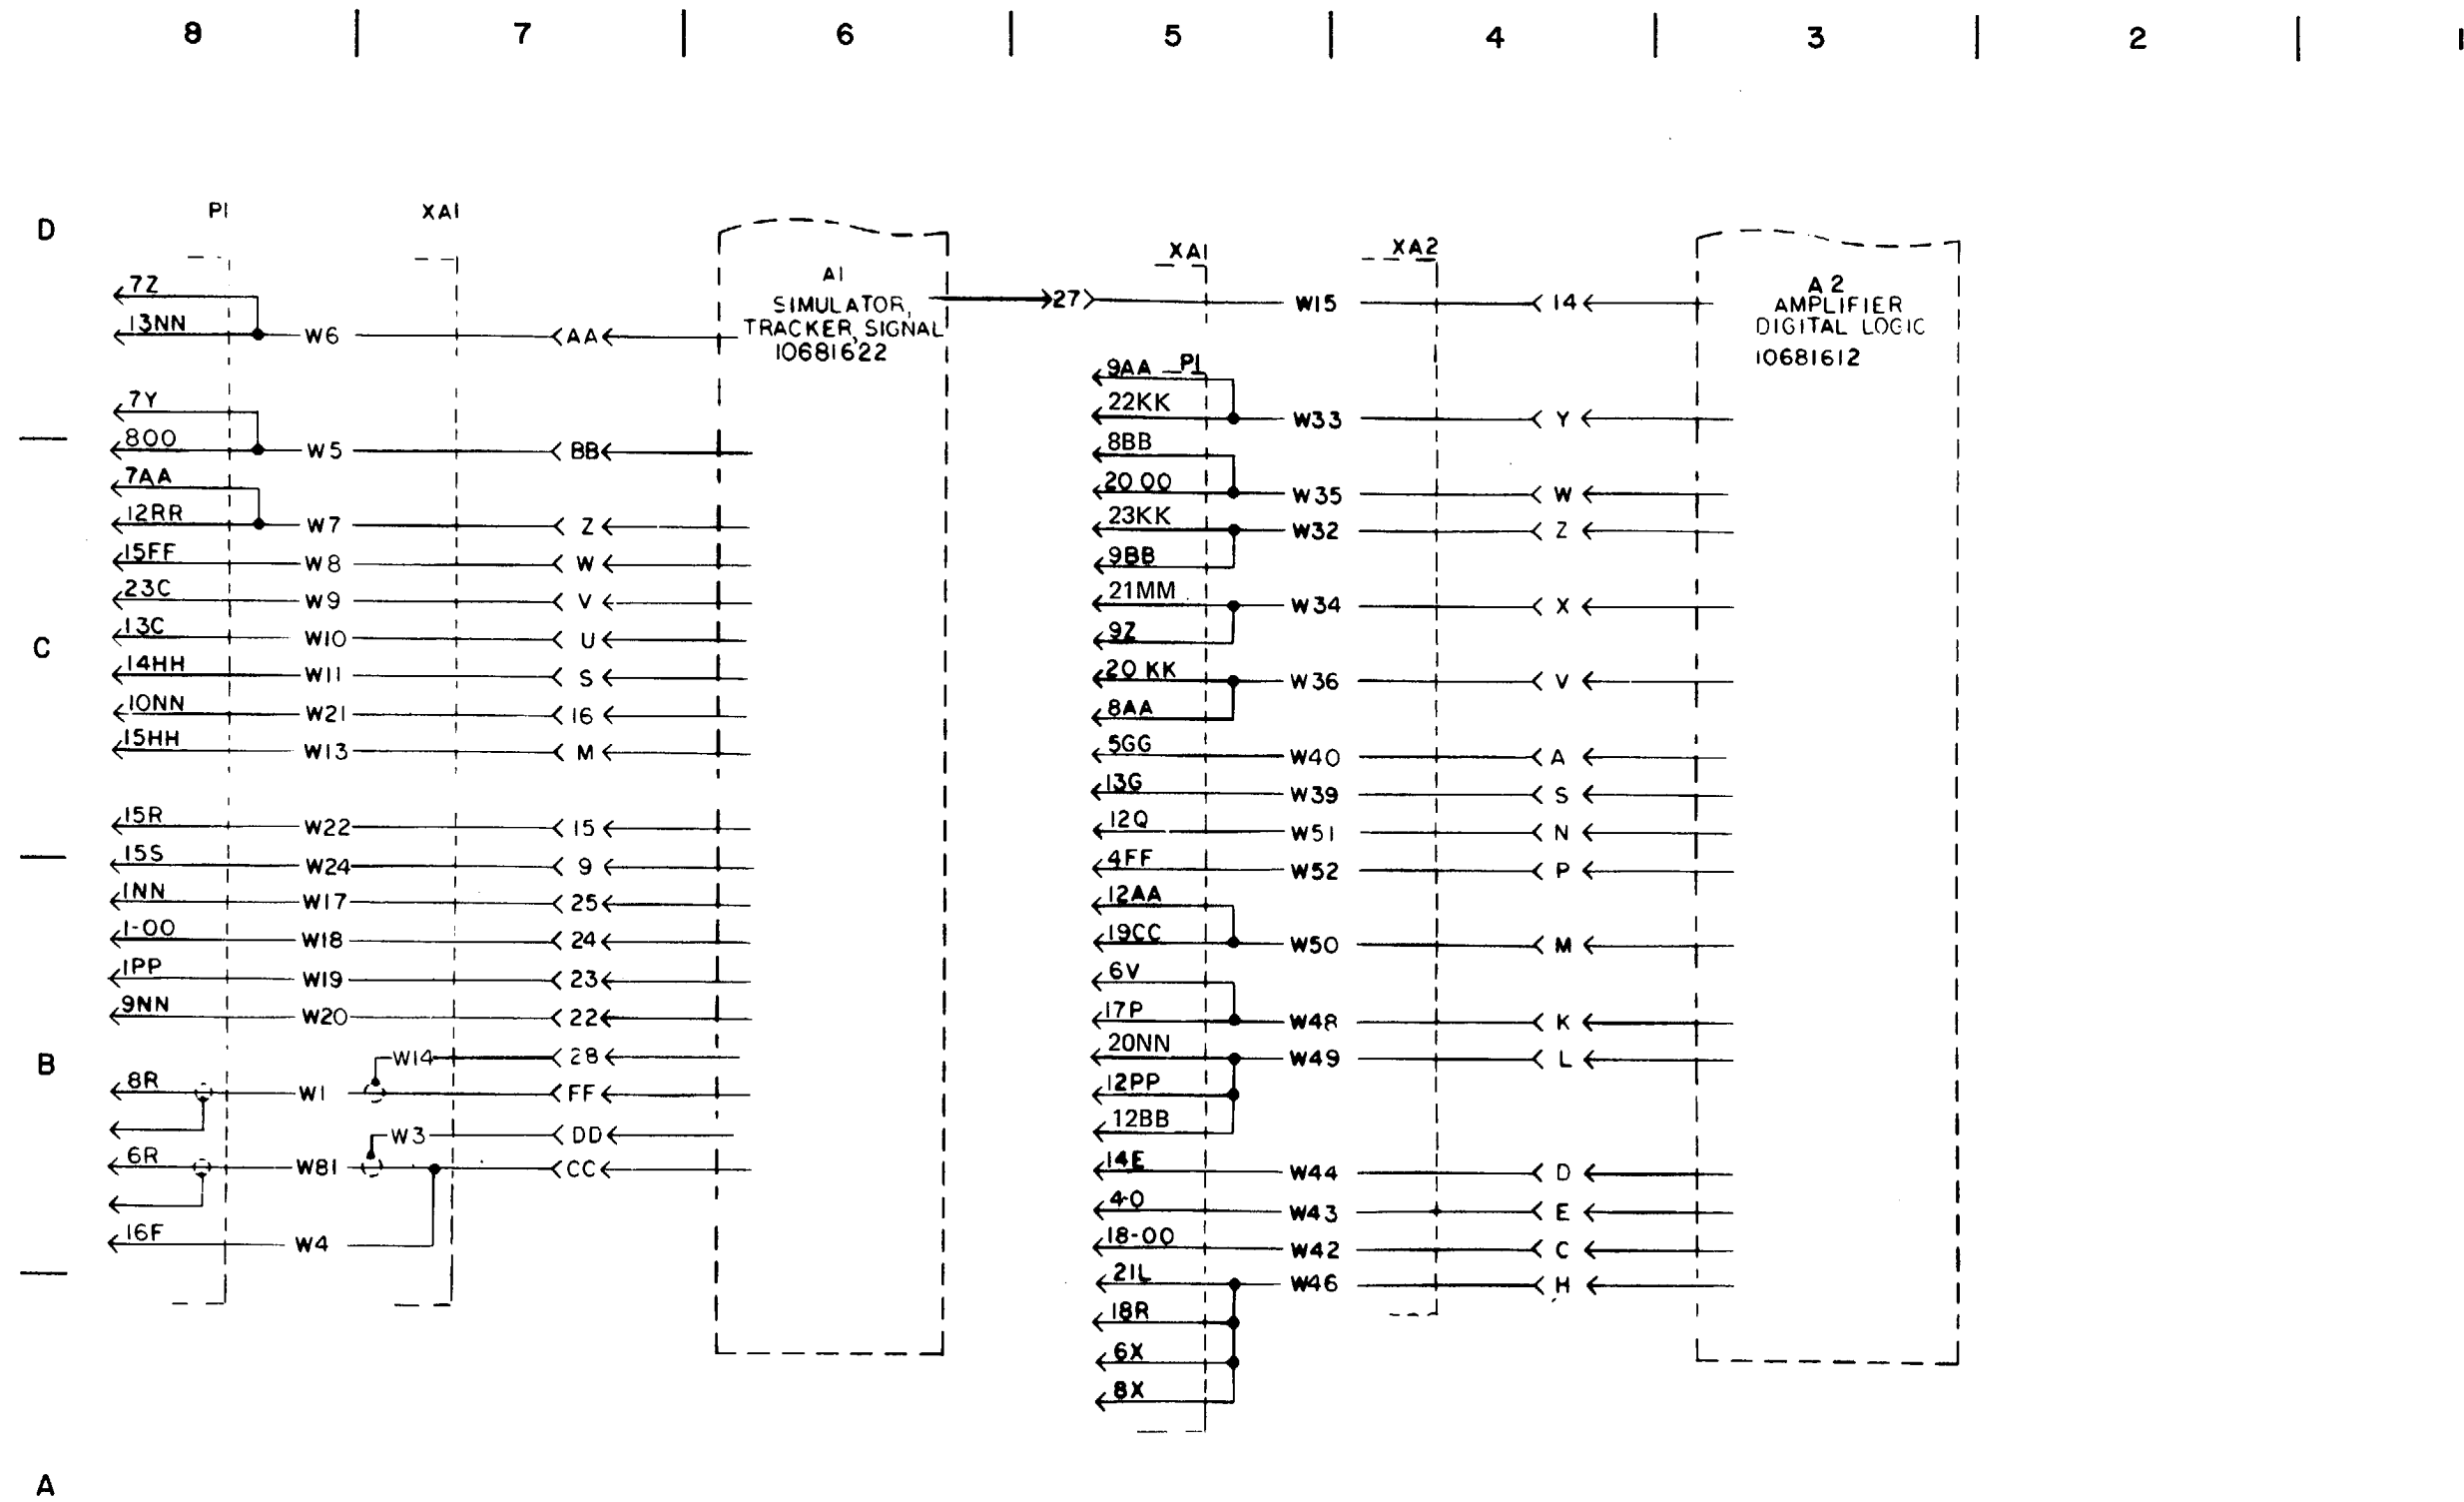 8 7 6 5 4 3 2
D
C
B
A
P1 XA1
7Z
13NN W6 AA
7Y
8OO W5 BB
7AA
12RR W7 Z
15FF W8 W
23C W9 V
13C W10 U
14HH W11 S
10NN W21 16
15HH W13 M
15R W22 15
15S W24 9
1NN W17 25
1-OO W18 24
1PP W19 23
9NN W20 22
W14 28
8R W1 FF
W3 DD
6R W81 CC
16F W4
A1
SIMULATOR,
TRACKER, SIGNAL
10681622
XA1 XA2
27 W15 14
9AA P1
22KK W33 Y
8BB
20 OO W35 W
23KK W32 Z
9BB
21MM W34 X
9Z
20 KK W36 V
8AA
5GG W40 A
13G W39 S
12Q W51 N
4FF W52 P
12AA
19CC W50 M
6V
17P W48 K
20NN W49 L
12PP
12BB
14E W44 D
4-O W43 E
18-OO W42 C
21L W46 H
18R
6X
8X
A2
AMPLIFIER
DIGITAL LOGIC
10681612